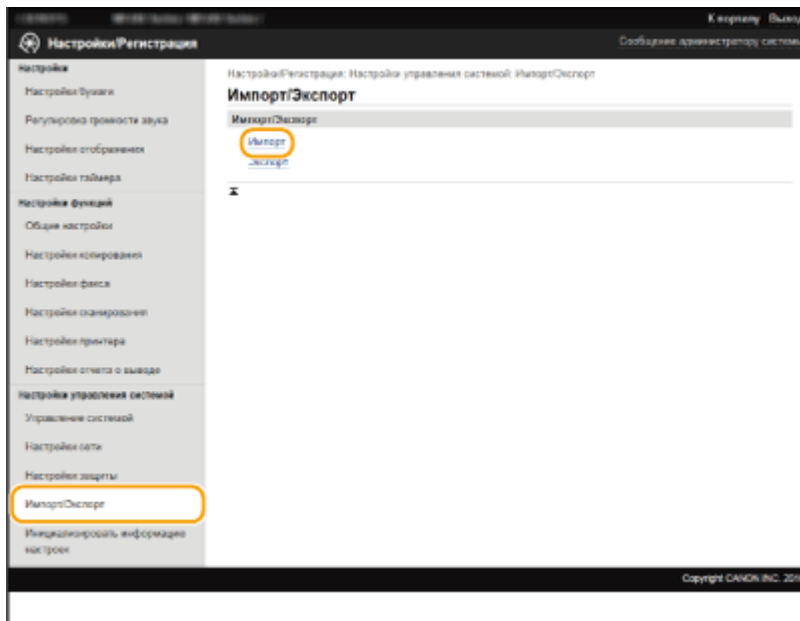 К порталу Выход
Настройки/Регистрация
Сообщение администратору системы
Настройка
Настройки бумаги
Регулировка громкости звука
Настройки отображения
Настройки таймера
Настройка функций
Общие настройки
Настройки копирования
Настройки факса
Настройки сканирования
Настройки принтера
Настройки отчета о выводе
Настройки управления системой
Управление системой
Настройки сети
Настройки защиты
Импорт/Экспорт
Инициализировать информацию
настроек
Настройки/Регистрация: Настройки управления системой: Импорт/Экспорт
Импорт/Экспорт
Импорт/Экспорт
Импорт
Экспорт
Copyright CANON INC. 201